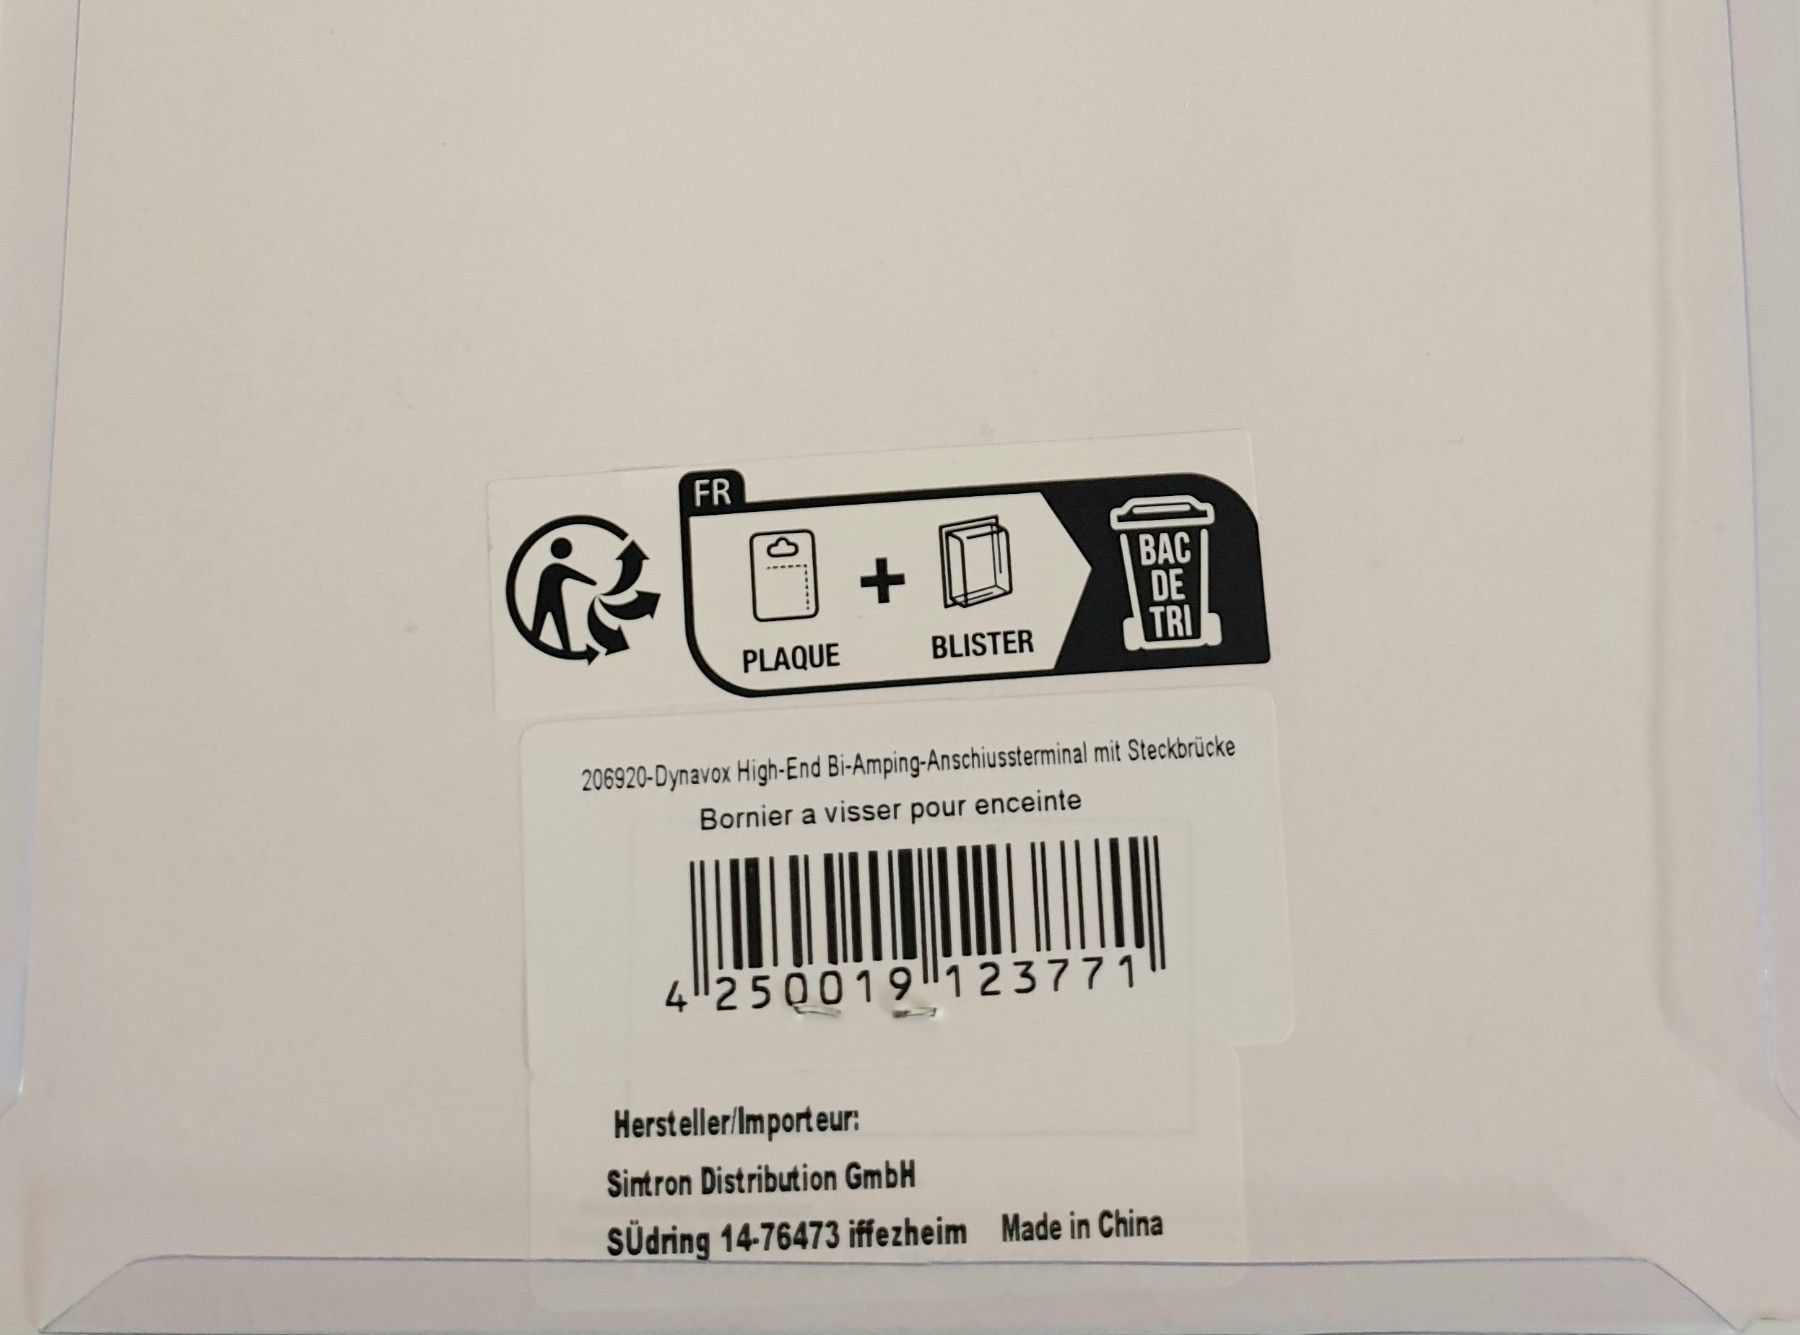 FR
PLAQUE + BLISTER
BAC
DE
TRI
206920-Dynavox High-End Bi-Amping-Anschiussterminal mit Steckbrücke
Bornier a visser pour enceinte
4 250019 123771
Hersteller/Importeur:
Sintron Distribution GmbH
SÜdring 14-76473 iffezheim Made in China